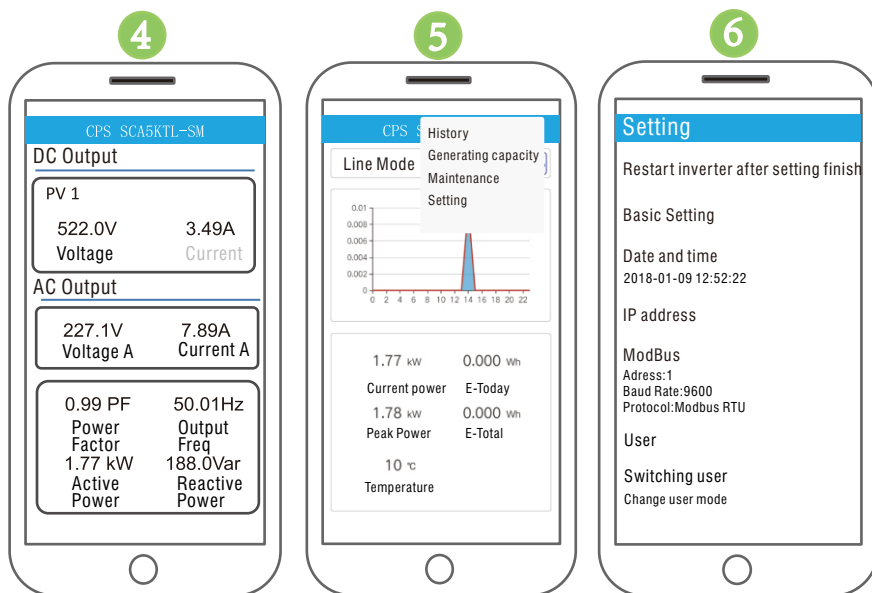 4
CPS SCA5KTL-SM
DC Output
PV 1
522.0V 3.49A
Voltage Current
AC Output
227.1V 7.89A
Voltage A Current A
0.99 PF 50.01Hz
Power Output
Factor Freq
1.77 kW 188.0Var
Active Reactive
Power Power
5
CPS S
History
Generating capacity
Maintenance
Setting
Line Mode
0.01
0.008
0.006
0.004
0.002
0
0 2 4 6 8 10 12 14 16 18 20 22
1.77 kW 0.000 Wh
Current power E-Today
1.78 kW 0.000 Wh
Peak Power E-Total
10 ℃
Temperature
6
Setting
Restart inverter after setting finish
Basic Setting
Date and time
2018-01-09 12:52:22
IP address
ModBus
Adress:1
Baud Rate:9600
Protocol:Modbus RTU
User
Switching user
Change user mode